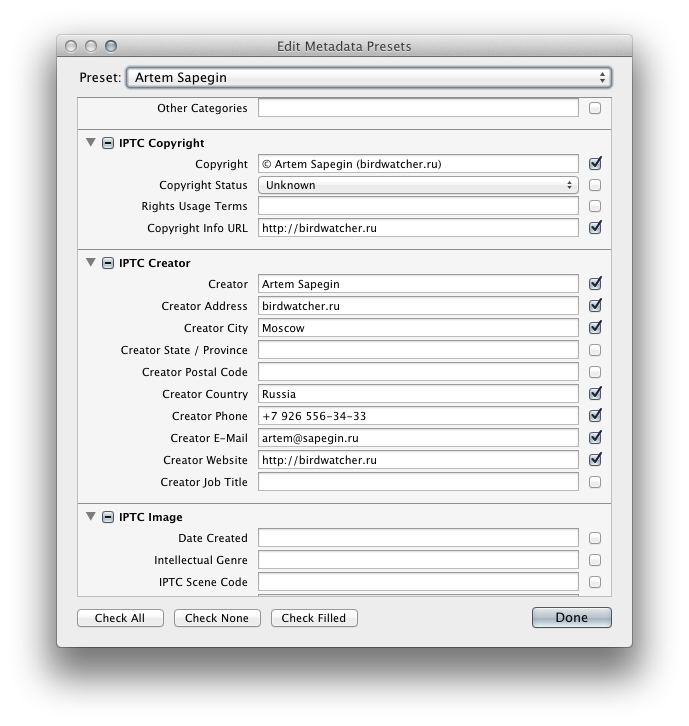 Edit Metadata Presets
Preset: Artem Sapegin
Other Categories
IPTC Copyright
Copyright © Artem Sapegin (birdwatcher.ru)
Copyright Status Unknown
Rights Usage Terms
Copyright Info URL http://birdwatcher.ru
IPTC Creator
Creator Artem Sapegin
Creator Address birdwatcher.ru
Creator City Moscow
Creator State / Province
Creator Postal Code
Creator Country Russia
Creator Phone +7 926 556-34-33
Creator E-Mail artem@sapegin.ru
Creator Website http://birdwatcher.ru
Creator Job Title
IPTC Image
Date Created
Intellectual Genre
IPTC Scene Code
Check All Check None Check Filled Done